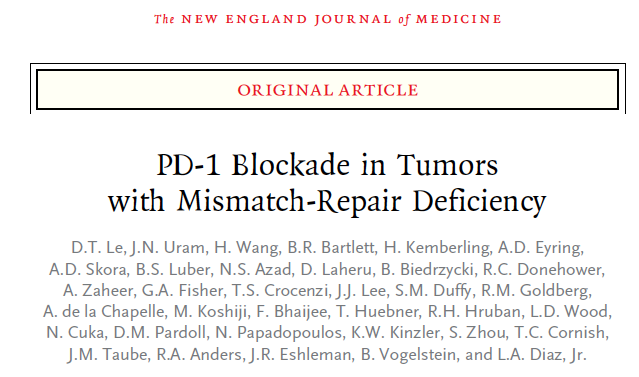 The NEW ENGLAND JOURNAL of MEDICINE
ORIGINAL ARTICLE
PD-1 Blockade in Tumors
with Mismatch-Repair Deficiency
D.T. Le, J.N. Uram, H. Wang, B.R. Bartlett, H. Kemberling, A.D. Eyring,
A.D. Skora, B.S. Luber, N.S. Azad, D. Laheru, B. Biedrzycki, R.C. Donehower,
A. Zaheer, G.A. Fisher, T.S. Crocenzi, J.J. Lee, S.M. Duffy, R.M. Goldberg,
A. de la Chapelle, M. Koshiji, F. Bhaijee, T. Huebner, R.H. Hruban, L.D. Wood,
N. Cuka, D.M. Pardoll, N. Papadopoulos, K.W. Kinzler, S. Zhou, T.C. Cornish,
J.M. Taube, R.A. Anders, J.R. Eshleman, B. Vogelstein, and L.A. Diaz, Jr.